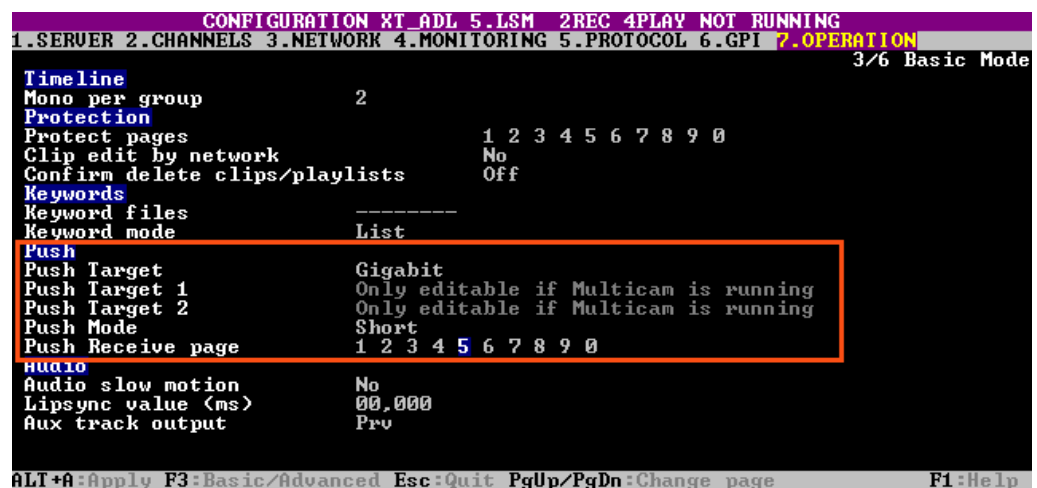 CONFIGURATION XT_ADL 5.LSM 2REC 4PLAY NOT RUNNING
1.SERVER 2.CHANNELS 3.NETWORK 4.MONITORING 5.PROTOCOL 6.GPI 7.OPERATION
3/6 Basic Mode
Timeline
Mono per group 2
Protection
Protect pages 1 2 3 4 5 6 7 8 9 0
Clip edit by network No
Confirm delete clips/playlists Off
Keywords
Keyword files --------
Keyword mode List
Push
Push Target Gigabit
Push Target 1 Only editable if Multicam is running
Push Target 2 Only editable if Multicam is running
Push Mode Short
Push Receive page 1 2 3 4 5 6 7 8 9 0
Audio
Audio slow motion No
Lipsync value (ms) 00,000
Aux track output Prv
ALT+A:Apply F3:Basic/Advanced Esc:Quit PgUp/PgDn:Change page F1:Help